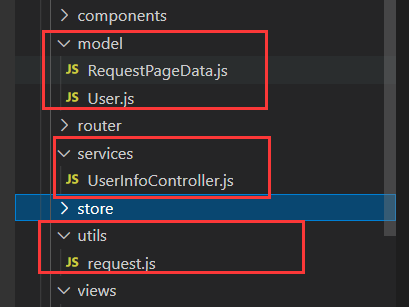 components
model
JS RequestPageData.js
JS User.js
router
services
JS UserInfoController.js
store
utils
JS request.js
views